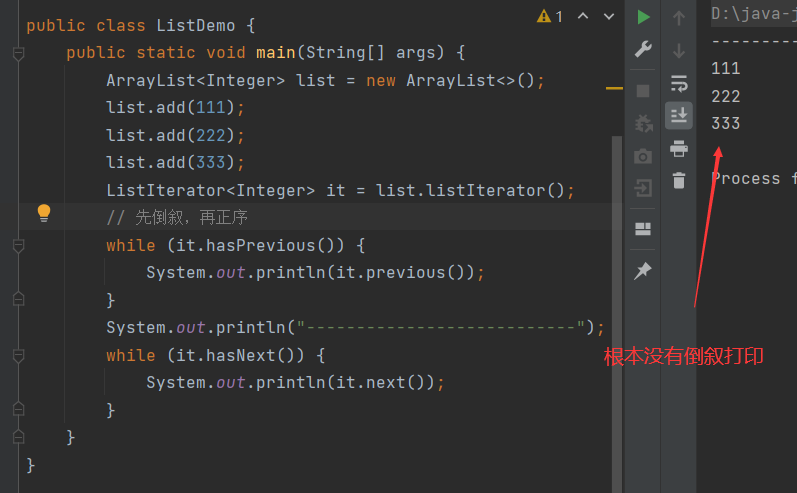 public class ListDemo {
1
public static void main(String[] args) {
ArrayList<Integer> list = new ArrayList<>();
list.add(111);
list.add(222);
list.add(333);
ListIterator<Integer> it = list.listIterator();
// 先倒叙，再正序
while (it.hasPrevious()) {
System.out.println(it.previous());
}
System.out.println("---------------------------");
while (it.hasNext()) {
System.out.println(it.next());
}
}
}
D:\java-j
---------
111
222
333
Process f
根本没有倒叙打印